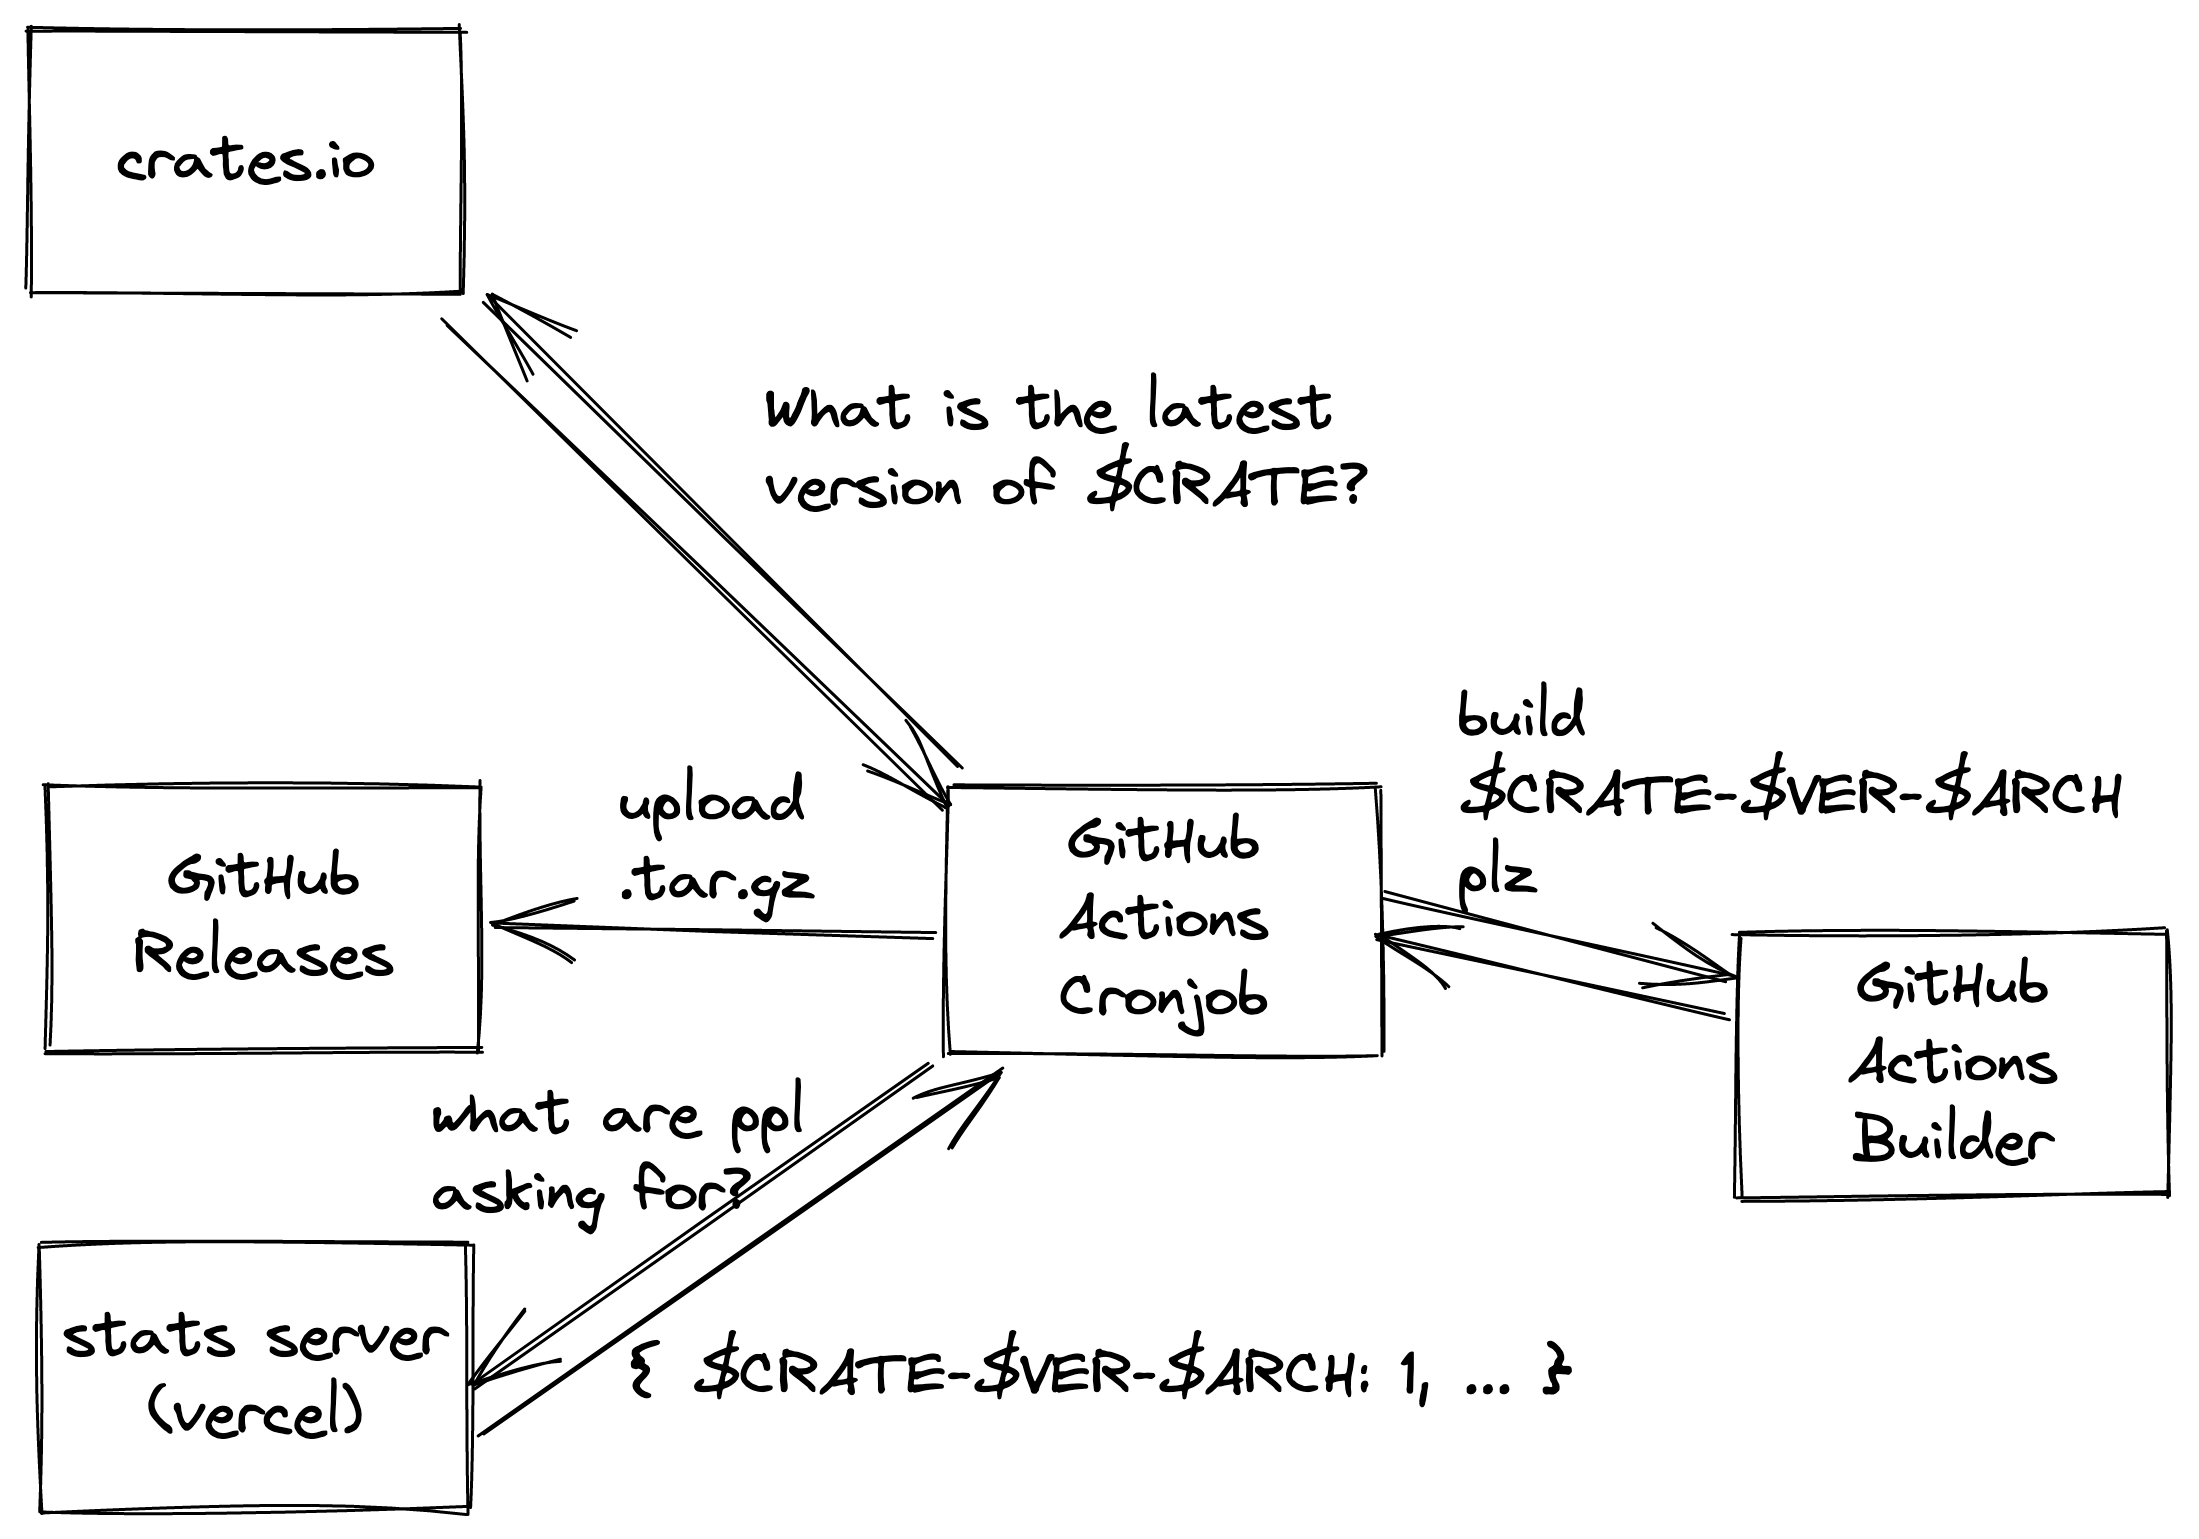 crates.io
What is the latest
version of $CRATE?
build
$CRATE-$VER-$ARCH
plz
upload
.tar.gz
GitHub
Releases
GitHub
Actions
Cronjob
GitHub
Actions
Builder
what are ppl
asking for?
stats server
(vercel)
{ $CRATE-$VER-$ARCH: 1, ... }